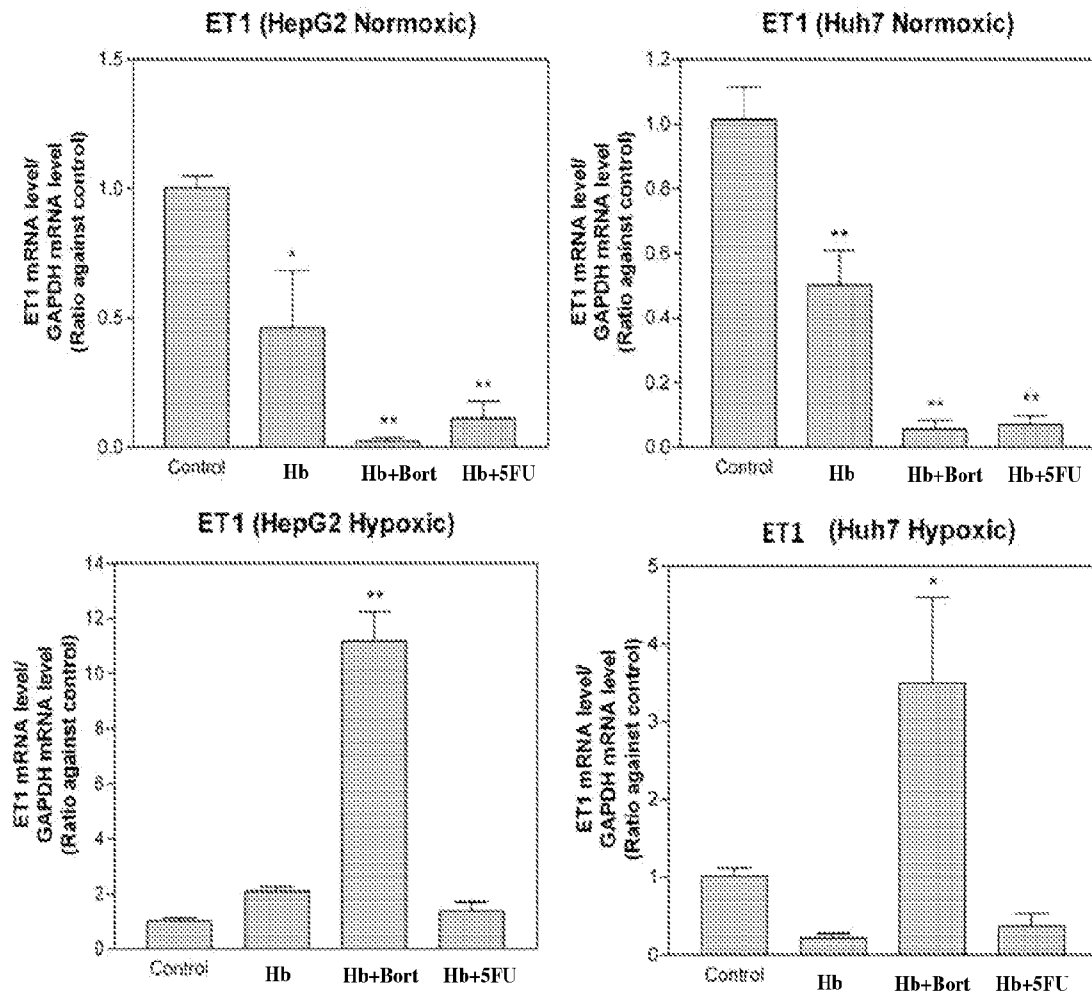 ET1 (HepG2 Normoxic)
ET1 mRNA level/
GAPDH mRNA level
(Ratio against control)
1.5
1.0
0.5
0.0
*
**
**
Control
Hb
Hb+Bort
Hb+5FU
ET1 (Huh7 Normoxic)
ET1 mRNA level/
GAPDH mRNA level
(Ratio against control)
1.2
1.0
0.8
0.6
0.4
0.2
0.0
**
**
**
Control
Hb
Hb+Bort
Hb+5FU
ET1 (HepG2 Hypoxic)
ET1 mRNA level/
GAPDH mRNA level
(Ratio against control)
14
12
10
8
6
4
2
0
**
Control
Hb
Hb+Bort
Hb+5FU
ET1 (Huh7 Hypoxic)
ET1 mRNA level/
GAPDH mRNA level
(Ratio against control)
5
4
3
2
1
0
*
Control
Hb
Hb+Bort
Hb+5FU